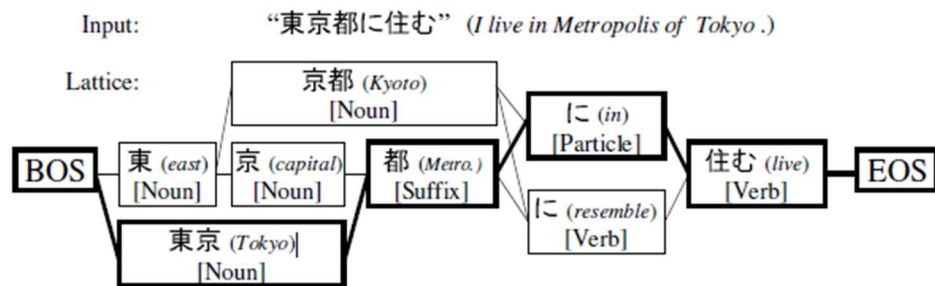 Input: “東京都に住む” (I live in Metropolis of Tokyo .)
Lattice:
京都 (Kyoto)
[Noun]
に (in)
[Particle]
BOS
東 (east)
[Noun]
京 (capital)
[Noun]
都 (Metro.)
[Suffix]
住む (live)
[Verb]
EOS
に (resemble)
[Verb]
東京 (Tokyo)
[Noun]